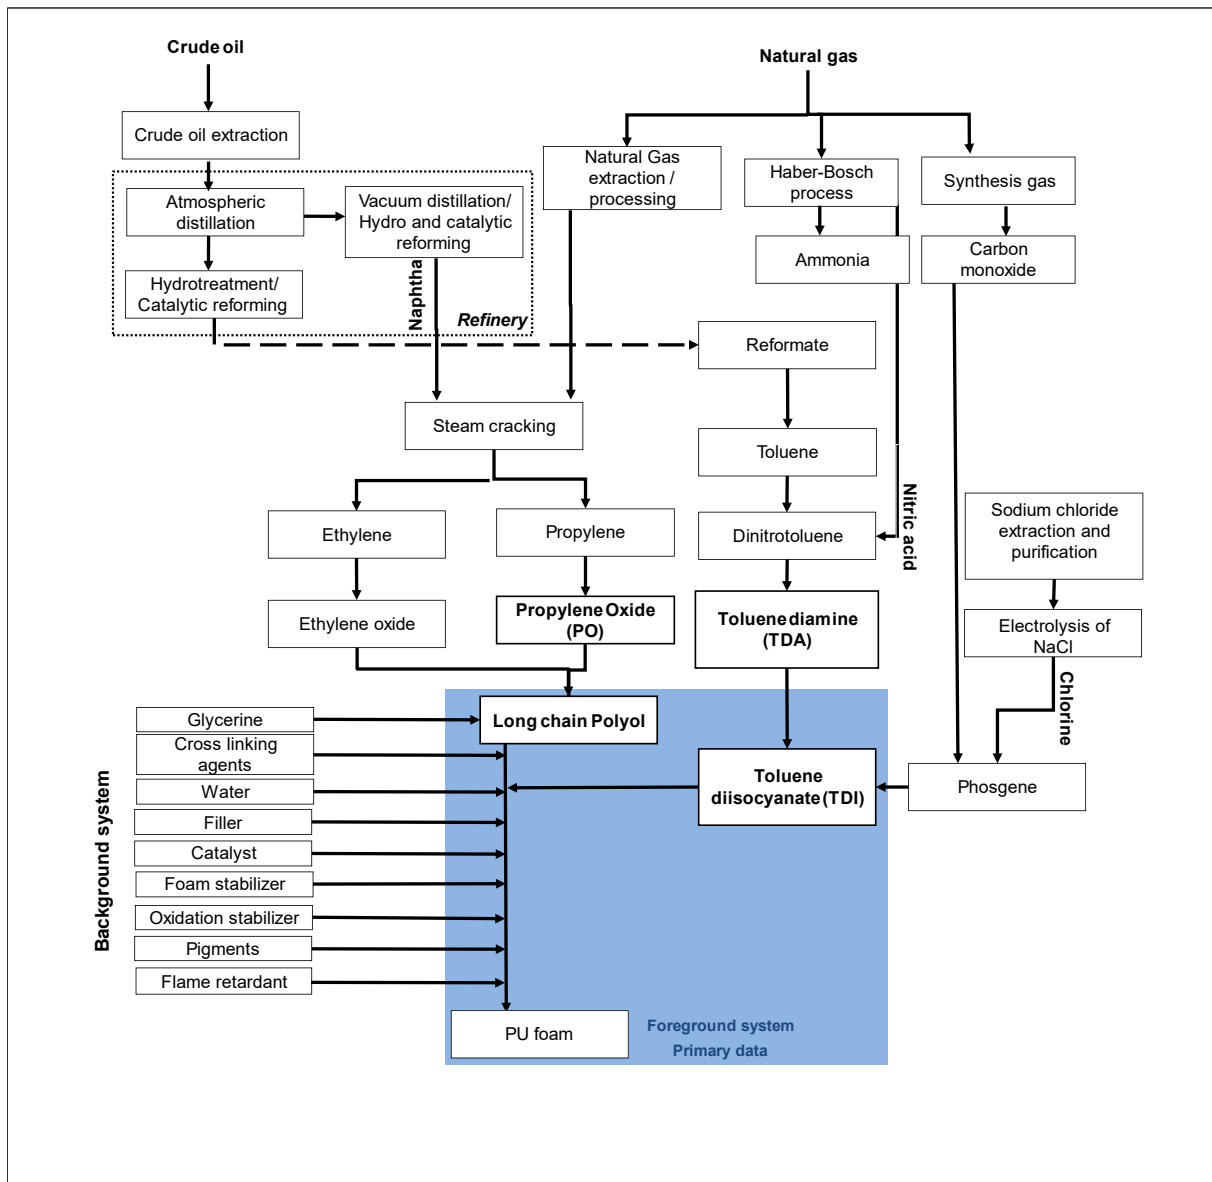 Crude oil
Natural gas
Crude oil extraction
Natural Gas
extraction /
processing
Haber-Bosch
process
Synthesis gas
Atmospheric
distillation
Vacuum distillation/
Hydro and catalytic
reforming
Ammonia
Carbon
monoxide
Hydrotreatment/
Catalytic reforming
Naphtha
Refinery
Reformate
Steam cracking
Toluene
Nitric acid
Ethylene
Propylene
Dinitrotoluene
Sodium chloride
extraction and
purification
Ethylene oxide
Propylene Oxide
(PO)
Toluene diamine
(TDA)
Electrolysis of
NaCl
Chlorine
Long chain Polyol
Toluene
diisocyanate (TDI)
Phosgene
Background system
Glycerine
Cross linking
agents
Water
Filler
Catalyst
Foam stabilizer
Oxidation stabilizer
Pigments
Flame retardant
PU foam
Foreground system
Primary data